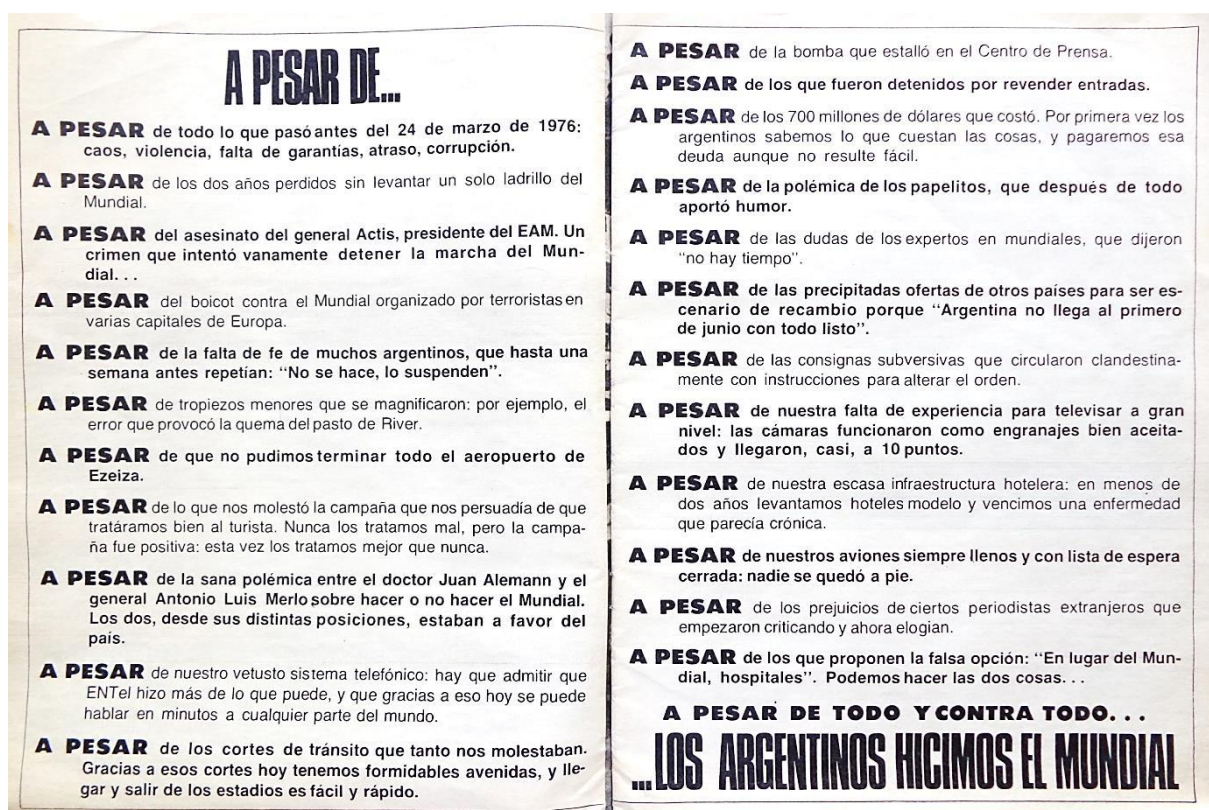 A PESAR DE...
A PESAR de todo lo que pasó antes del 24 de marzo de 1976:
caos, violencia, falta de garantías, atraso, corrupción.
A PESAR de los dos años perdidos sin levantar un solo ladrillo del
Mundial.
A PESAR del asesinato del general Actis, presidente del EAM. Un
crimen que intentó vanamente detener la marcha del Mun-
dial. . .
A PESAR del boicot contra el Mundial organizado por terroristas en
varias capitales de Europa.
A PESAR de la falta de fe de muchos argentinos, que hasta una
semana antes repetían: “No se hace, lo suspenden”.
A PESAR de tropiezos menores que se magnificaron: por ejemplo, el
error que provocó la quema del pasto de River.
A PESAR de que no pudimos terminar todo el aeropuerto de
Ezeiza.
A PESAR de lo que nos molestó la campaña que nos persuadía de que
tratáramos bien al turista. Nunca los tratamos mal, pero la campa-
ña fue positiva: esta vez los tratamos mejor que nunca.
A PESAR de la sana polémica entre el doctor Juan Alemann y el
general Antonio Luis Merlo sobre hacer o no hacer el Mundial.
Los dos, desde sus distintas posiciones, estaban a favor del
país.
A PESAR de nuestro vetusto sistema telefónico: hay que admitir que
ENTel hizo más de lo que puede, y que gracias a eso hoy se puede
hablar en minutos a cualquier parte del mundo.
A PESAR de los cortes de tránsito que tanto nos molestaban.
Gracias a esos cortes hoy tenemos formidables avenidas, y lle-
gar y salir de los estadios es fácil y rápido.
A PESAR de la bomba que estalló en el Centro de Prensa.
A PESAR de los que fueron detenidos por revender entradas.
A PESAR de los 700 millones de dólares que costó. Por primera vez los
argentinos sabemos lo que cuestan las cosas, y pagaremos esa
deuda aunque no resulte fácil.
A PESAR de la polémica de los papelitos, que después de todo
aportó humor.
A PESAR de las dudas de los expertos en mundiales, que dijeron
“no hay tiempo”.
A PESAR de las precipitadas ofertas de otros países para ser es-
cenario de recambio porque “Argentina no llega al primero
de junio con todo listo”.
A PESAR de las consignas subversivas que circularon clandestina-
mente con instrucciones para alterar el orden.
A PESAR de nuestra falta de experiencia para televisar a gran
nivel: las cámaras funcionaron como engranajes bien aceita-
dos y llegaron, casi, a 10 puntos.
A PESAR de nuestra escasa infraestructura hotelera: en menos de
dos años levantamos hoteles modelo y vencimos una enfermedad
que parecía crónica.
A PESAR de nuestros aviones siempre llenos y con lista de espera
cerrada: nadie se quedó a pie.
A PESAR de los prejuicios de ciertos periodistas extranjeros que
empezaron criticando y ahora elogian.
A PESAR de los que proponen la falsa opción: “En lugar del Mun-
dial, hospitales”. Podemos hacer las dos cosas. . .
A PESAR DE TODO Y CONTRA TODO. . .
...LOS ARGENTINOS HICIMOS EL MUNDIAL